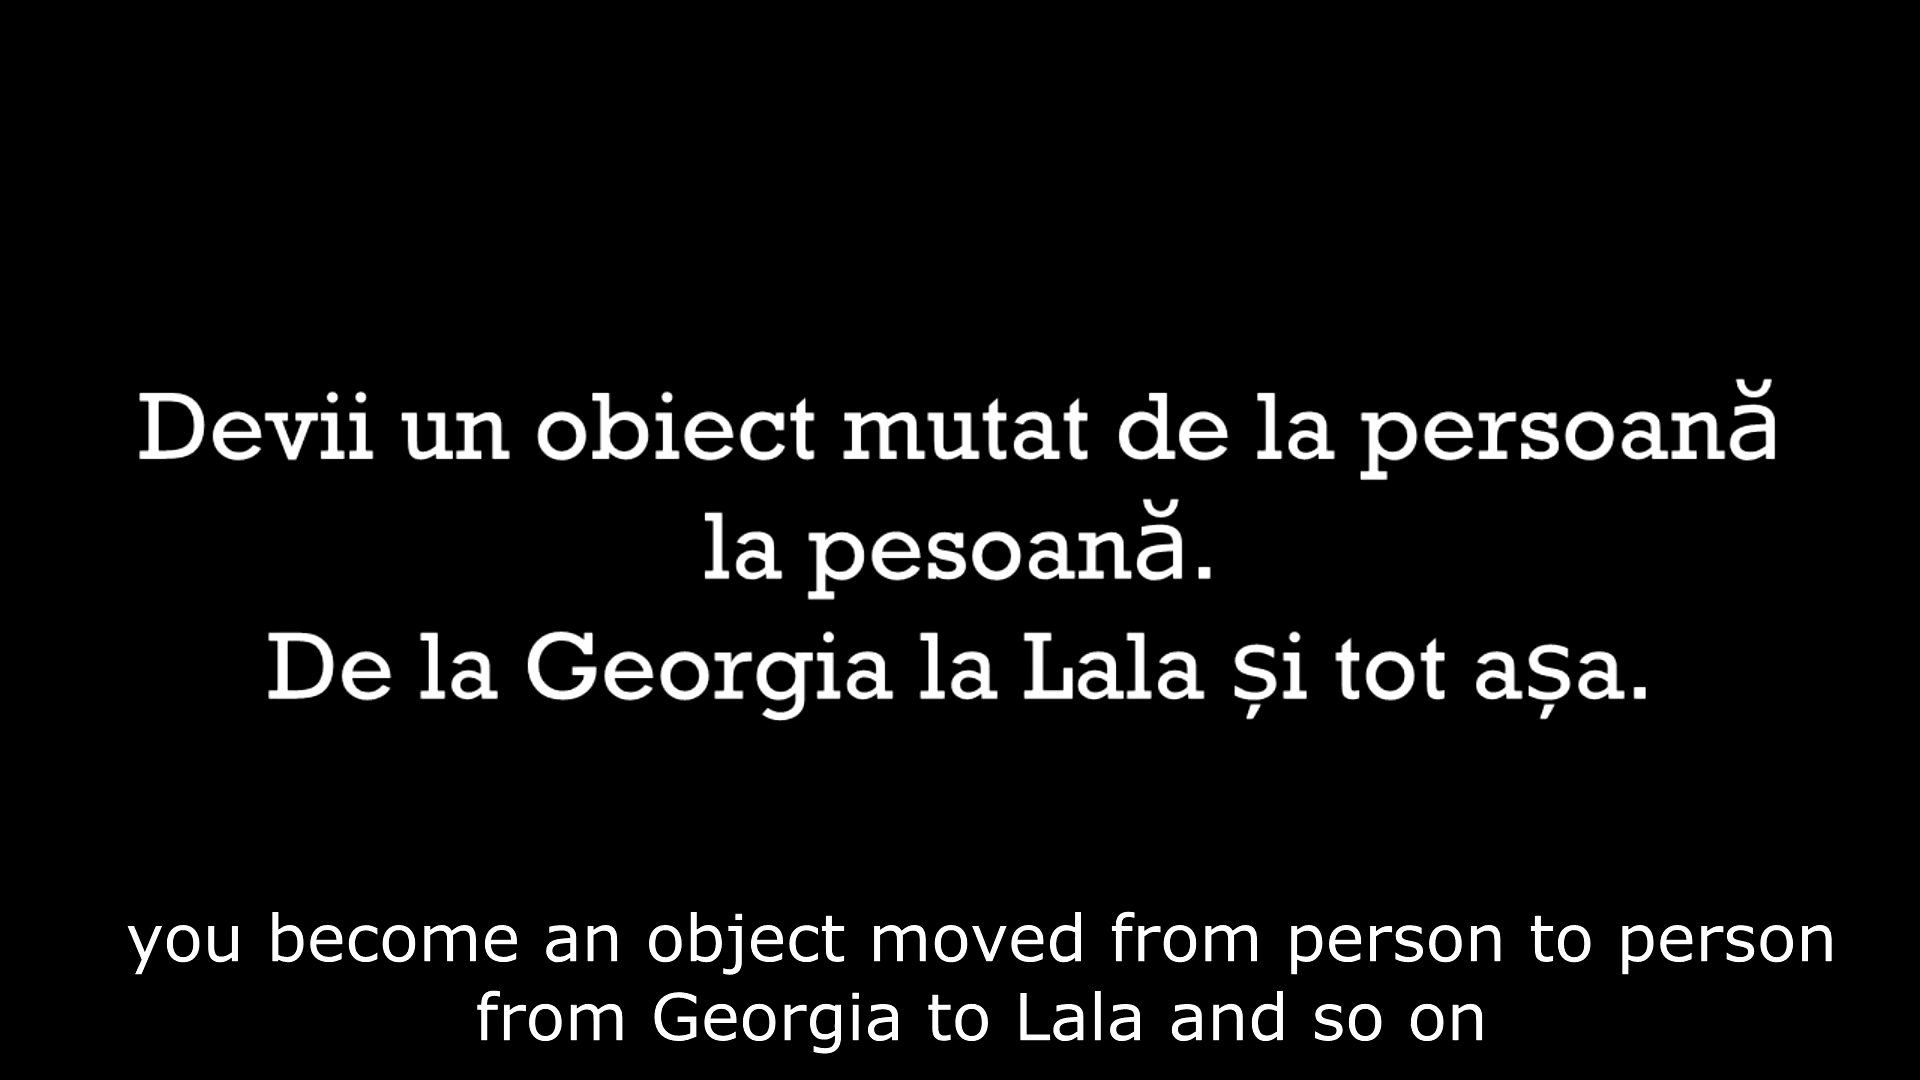 Devii un obiect mutat de la persoană
la pesoană.
De la Georgia la Lala și tot așa.
you become an object moved from person to person
from Georgia to Lala and so on